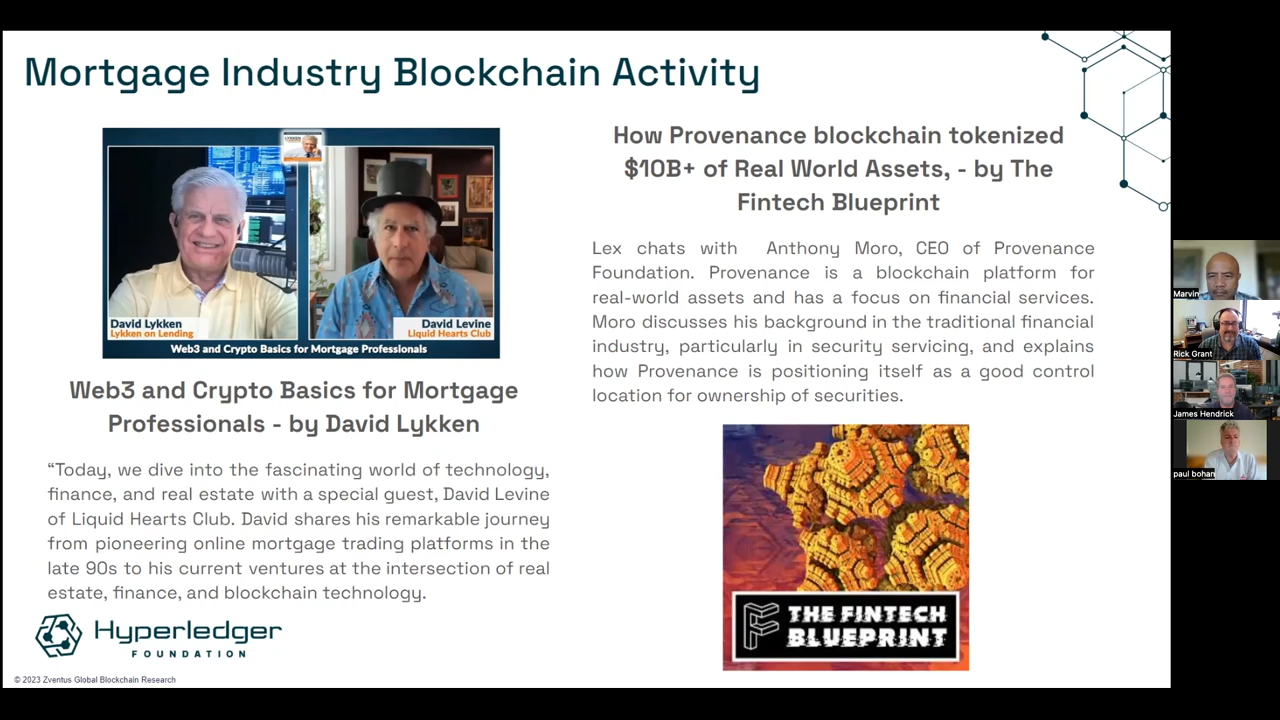 Mortgage Industry Blockchain Activity
David Lykken
Lykken on Lending
David Levine
Liquid Hearts Club
Web3 and Crypto Basics for Mortgage Professionals
Web3 and Crypto Basics for Mortgage
Professionals - by David Lykken
“Today, we dive into the fascinating world of technology,
finance, and real estate with a special guest, David Levine
of Liquid Hearts Club. David shares his remarkable journey
from pioneering online mortgage trading platforms in the
late 90s to his current ventures at the intersection of real
estate, finance, and blockchain technology.
Hyperledger
FOUNDATION
© 2023 Zventus Global Blockchain Research
How Provenance blockchain tokenized
$10B+ of Real World Assets, - by The
Fintech Blueprint
Lex chats with Anthony Moro, CEO of Provenance
Foundation. Provenance is a blockchain platform for
real-world assets and has a focus on financial services.
Moro discusses his background in the traditional financial
industry, particularly in security servicing, and explains
how Provenance is positioning itself as a good control
location for ownership of securities.
THE FINTECH
BLUEPRINT
Marvin
Rick Grant
James Hendrick
paul bohan